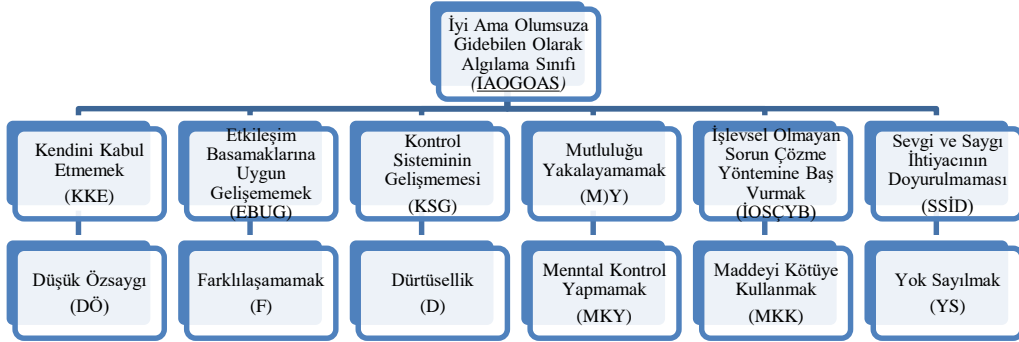 İyi Ama Olumsuza
Gidebilen Olarak
Algılama Sınıfı
(IAOGOAS)
Kendini Kabul
Etmemek
(KKE)
Etkileşim
Basamaklarına
Uygun
Gelişememek
(EBUG)
Kontrol
Sisteminin
Gelişmemesi
(KSG)
Mutluluğu
Yakalayamamak
(M)Y)
İşlevsel Olmayan
Sorun Çözme
Yöntemine Baş
Vurmak
(İOSÇYB)
Sevgi ve Saygı
İhtiyacının
Doyurulmaması
(SSİD)
Düşük Özsaygı
(DÖ)
Farklılaşamamak
(F)
Dürtüsellik
(D)
Menntal Kontrol
Yapmamak
(MKY)
Maddeyi Kötüye
Kullanmak
(MKK)
Yok Sayılmak
(YS)